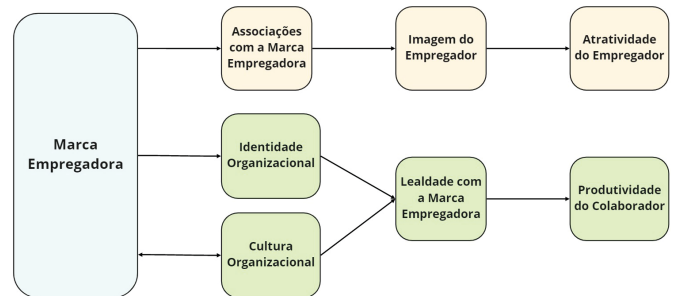 Marca
Empregadora
Associações
com a Marca
Empregadora
Imagem do
Empregador
Atratividade
do Empregador
Identidade
Organizacional
Cultura
Organizacional
Lealdade com
a Marca
Empregadora
Produtividade
do Colaborador